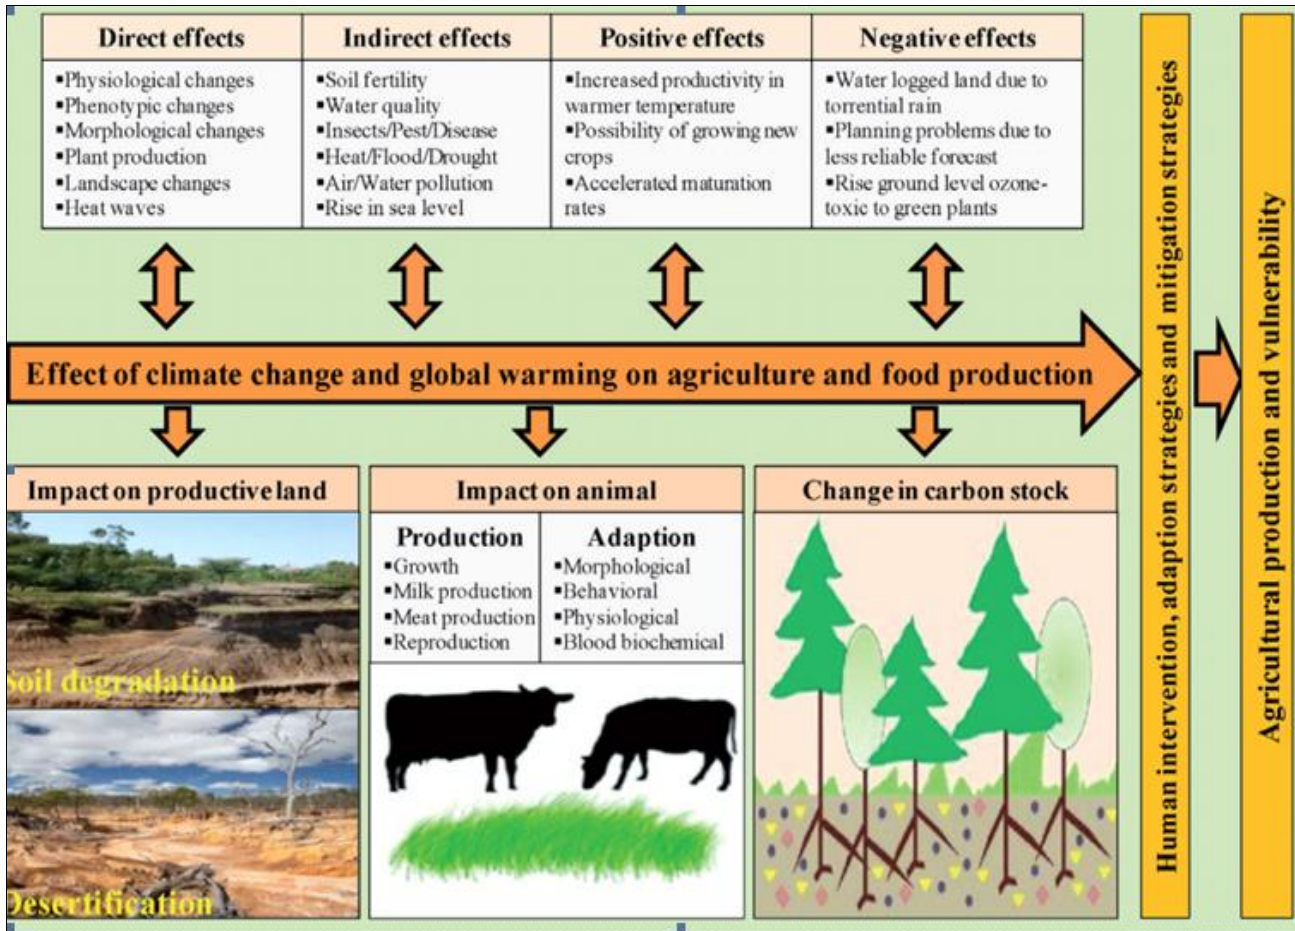 Direct effects
▪Physiological changes
▪Phenotypic changes
▪Morphological changes
▪Plant production
▪Landscape changes
▪Heat waves
Indirect effects
▪Soil fertility
▪Water quality
▪Insects/Pest/Disease
▪Heat/Flood/Drought
▪Air/Water pollution
▪Rise in sea level
Positive effects
▪Increased productivity in
warmer temperature
▪Possibility of growing new
crops
▪Accelerated maturation
rates
Negative effects
▪Water logged land due to
torrential rain
▪Planning problems due to
less reliable forecast
▪Rise ground level ozone-
toxic to green plants
Effect of climate change and global warming on agriculture and food production
Impact on productive land
Soil degradation
Desertification
Impact on animal
Production
▪Growth
▪Milk production
▪Meat production
▪Reproduction
Adaption
▪Morphological
▪Behavioral
▪Physiological
▪Blood biochemical
Change in carbon stock
Human intervention, adaption strategies and mitigation strategies
Agricultural production and vulnerability